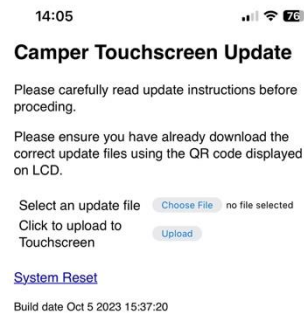 14:05
76
Camper Touchscreen Update
Please carefully read update instructions before
proceding.
Please ensure you have already download the
correct update files using the QR code displayed
on LCD.
Select an update file Choose File no file selected
Click to upload to
Touchscreen
Upload
System Reset
Build date Oct 5 2023 15:37:20